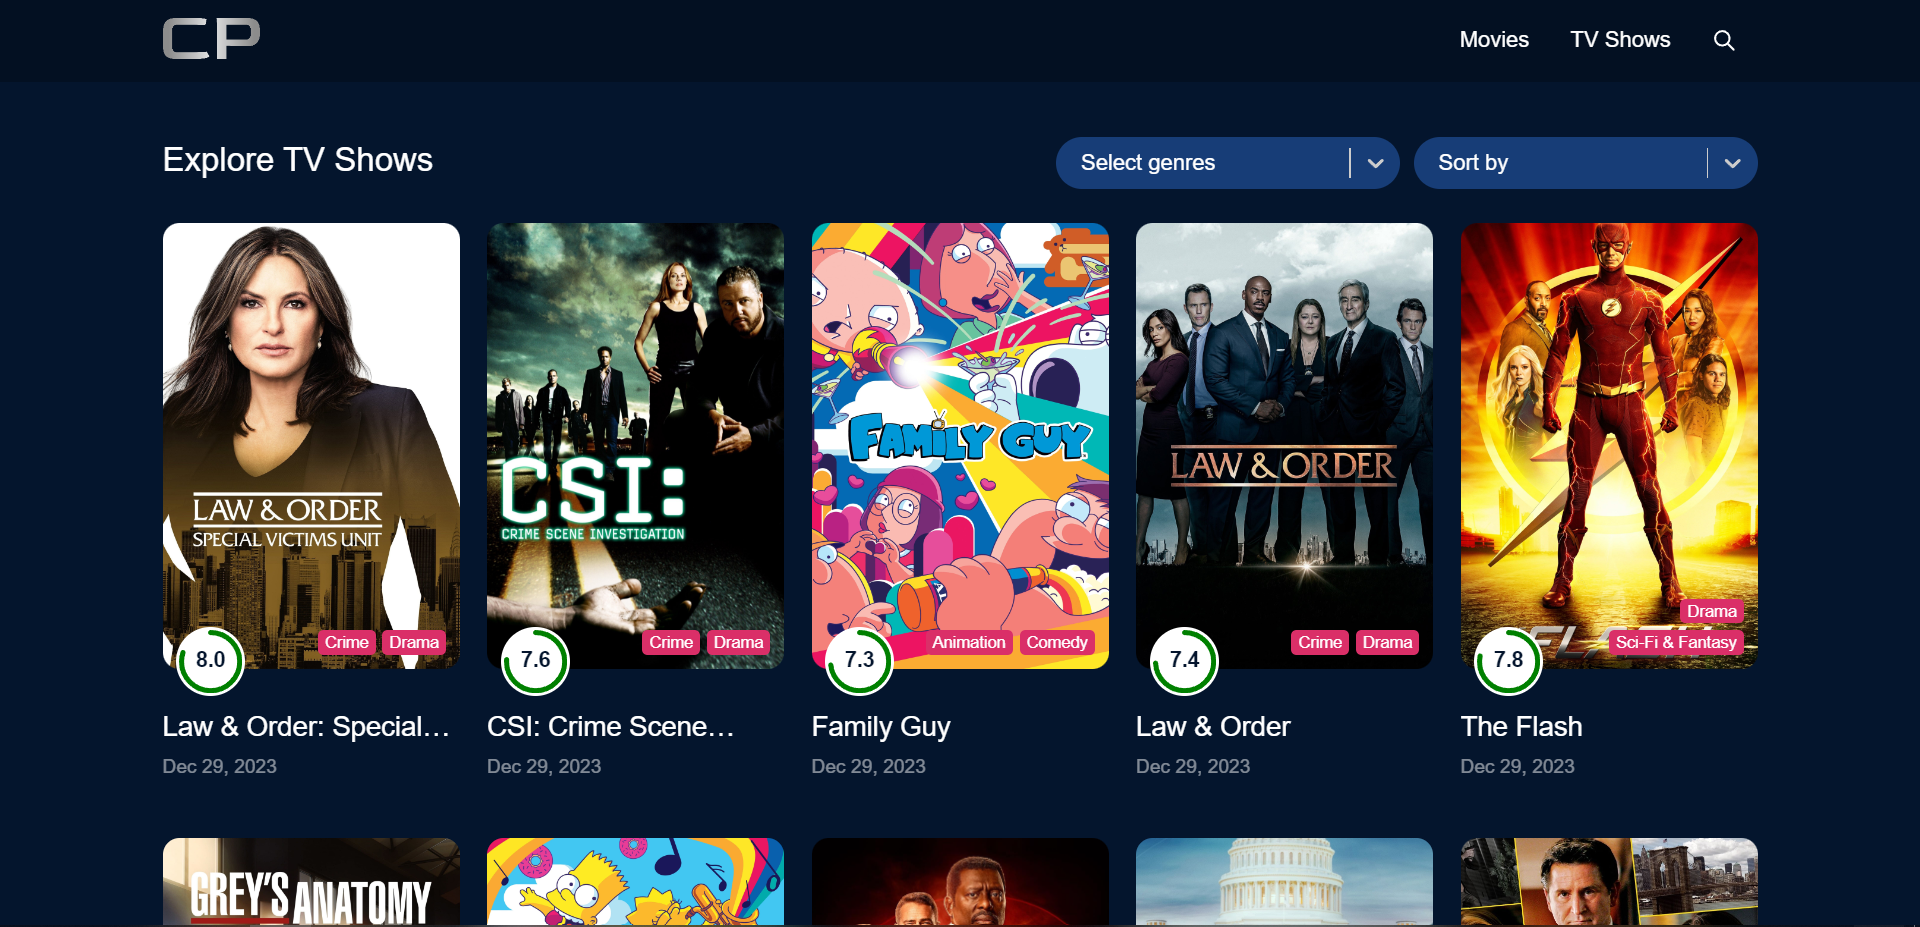 CP
Movies
TV Shows
Explore TV Shows
Select genres
Sort by
LAW & ORDER
SPECIAL VICTIMS UNIT
8.0
Crime
Drama
Law & Order: Special...
Dec 29, 2023
CSI:
CRIME SCENE INVESTIGATION
7.6
Crime
Drama
CSI: Crime Scene...
Dec 29, 2023
FAMILY GUY
7.3
Animation
Comedy
Family Guy
Dec 29, 2023
LAW & ORDER
7.4
Crime
Drama
Law & Order
Dec 29, 2023
Drama
Sci-Fi & Fantasy
7.8
The Flash
Dec 29, 2023
GREY'S ANATOMY